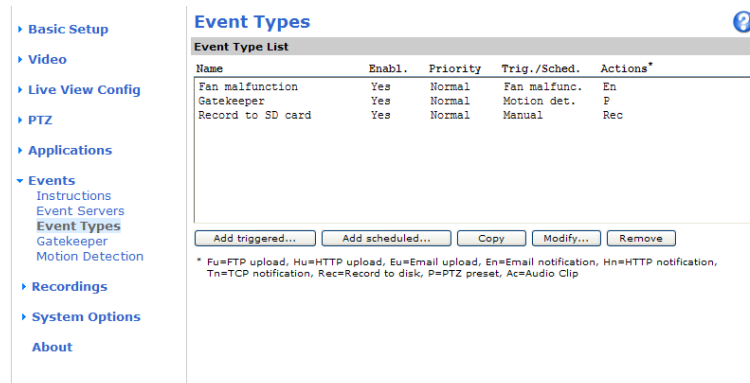 Basic Setup
Video
Live View Config
PTZ
Applications
Events
Instructions
Event Servers
Event Types
Gatekeeper
Motion Detection
Recordings
System Options
About
Event Types
?
Event Type List
Name Enabl. Priority Trig./Sched. Actions*
Fan malfunction Yes Normal Fan malfunc. En
Gatekeeper Yes Normal Motion det. P
Record to SD card Yes Normal Manual Rec
Add triggered... Add scheduled... Copy Modify... Remove
* Fu=FTP upload, Hu=HTTP upload, Eu=Email upload, En=Email notification, Hn=HTTP notification,
Tn=TCP notification, Rec=Record to disk, P=PTZ preset, Ac=Audio Clip